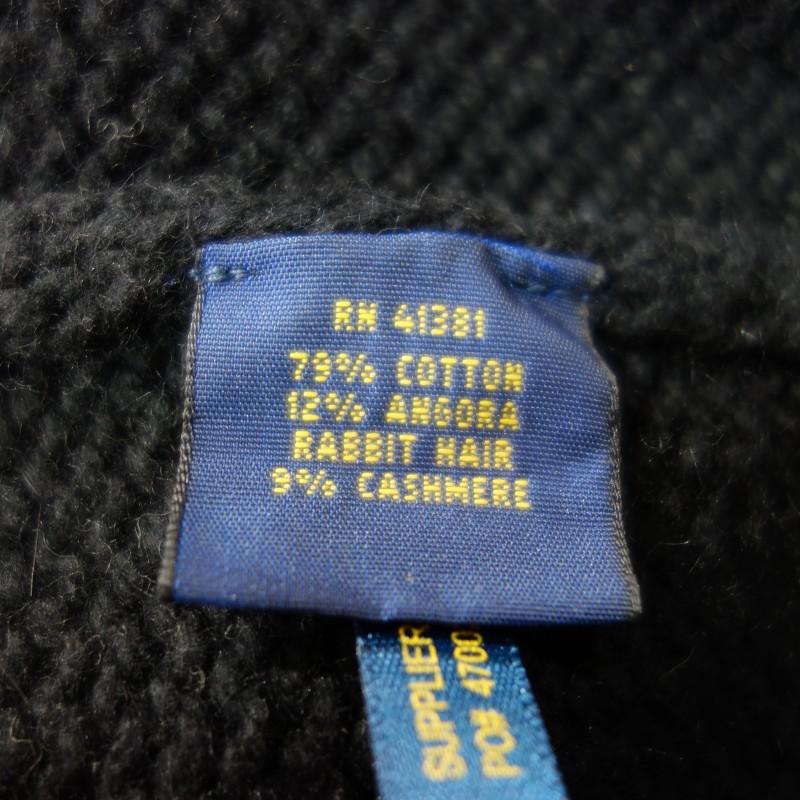 RN 41381
79% COTTON
12% ANGORA
RABBIT HAIR
9% CASHMERE
SUPPLIER
PO# 4700